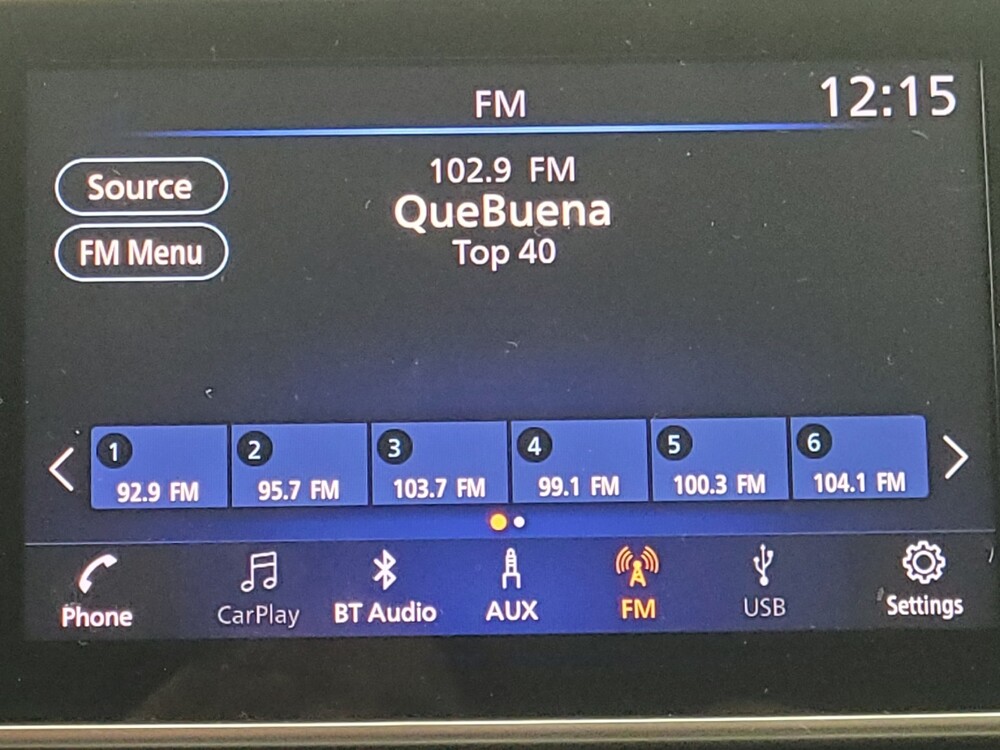 FM
12:15
Source
FM Menu
102.9 FM
QueBuena
Top 40
1
92.9 FM
2
95.7 FM
3
103.7 FM
4
99.1 FM
5
100.3 FM
6
104.1 FM
Phone
CarPlay
BT Audio
AUX
FM
USB
Settings